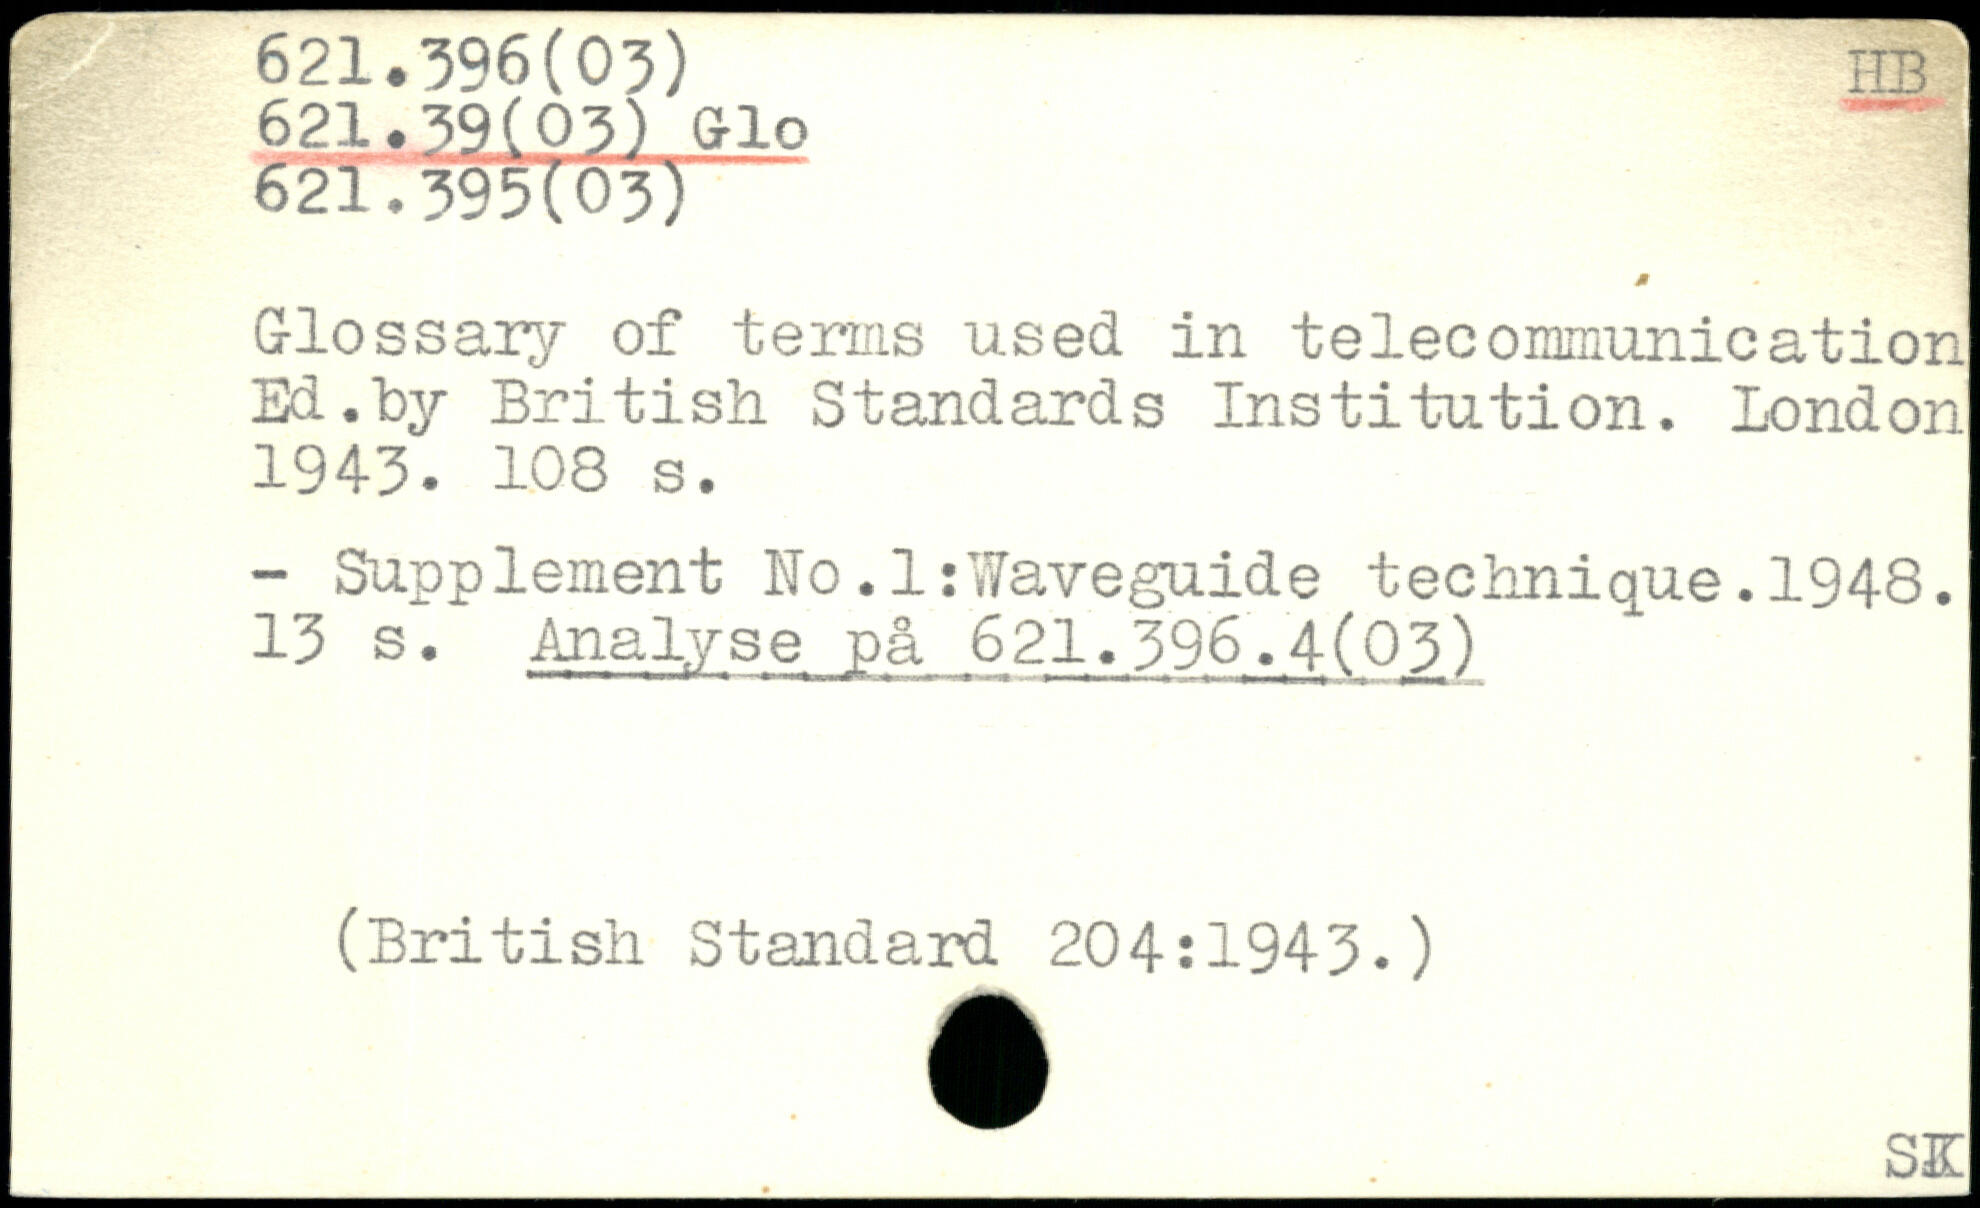 621.396(03)
HB
621.39(03) Glo
621.395(03)
Glossary of terms used in telecommunication
Ed.by British Standards Institution. London
1943. 108 s.
- Supplement No.1:Waveguide technique.1948.
13 s. Analyse på 621.396.4(03)
(British Standard 204:1943.)